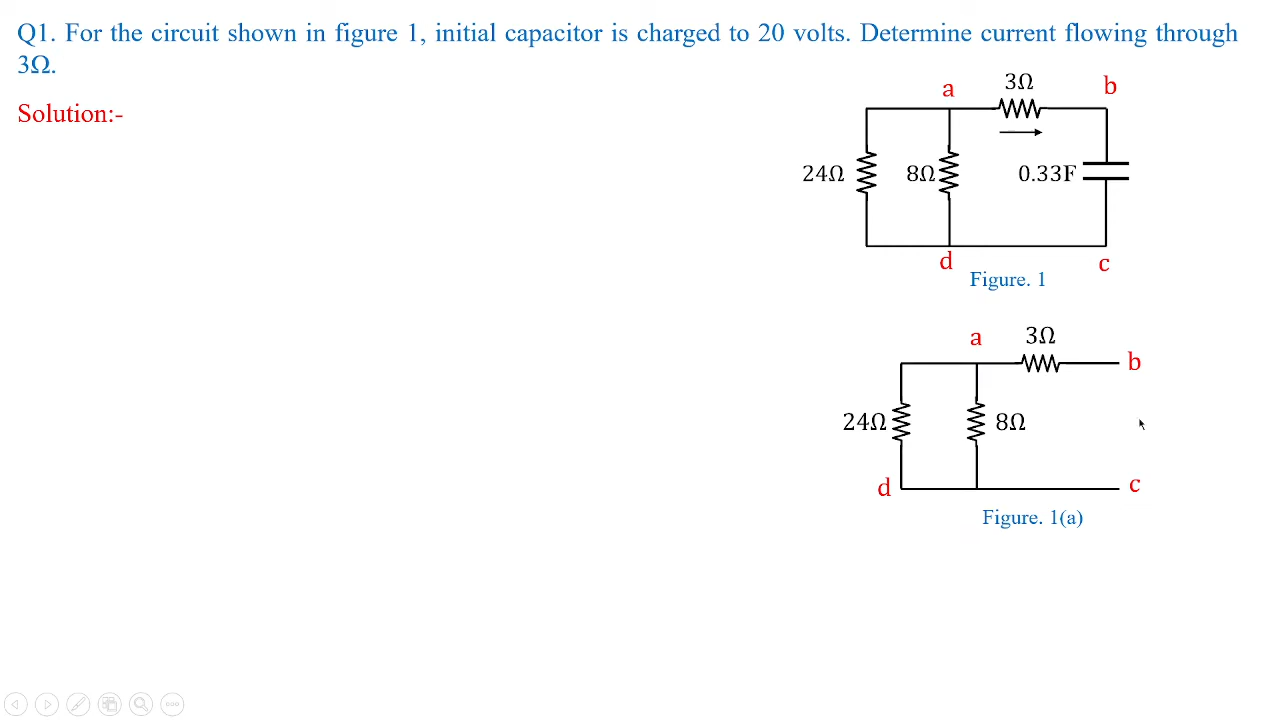 Q1. For the circuit shown in figure 1, initial capacitor is charged to 20 volts. Determine current flowing through
3Ω.
Solution:-
a
3Ω
b
24Ω
8Ω
0.33F
d
c
Figure. 1
a
3Ω
b
24Ω
8Ω
d
c
Figure. 1(a)